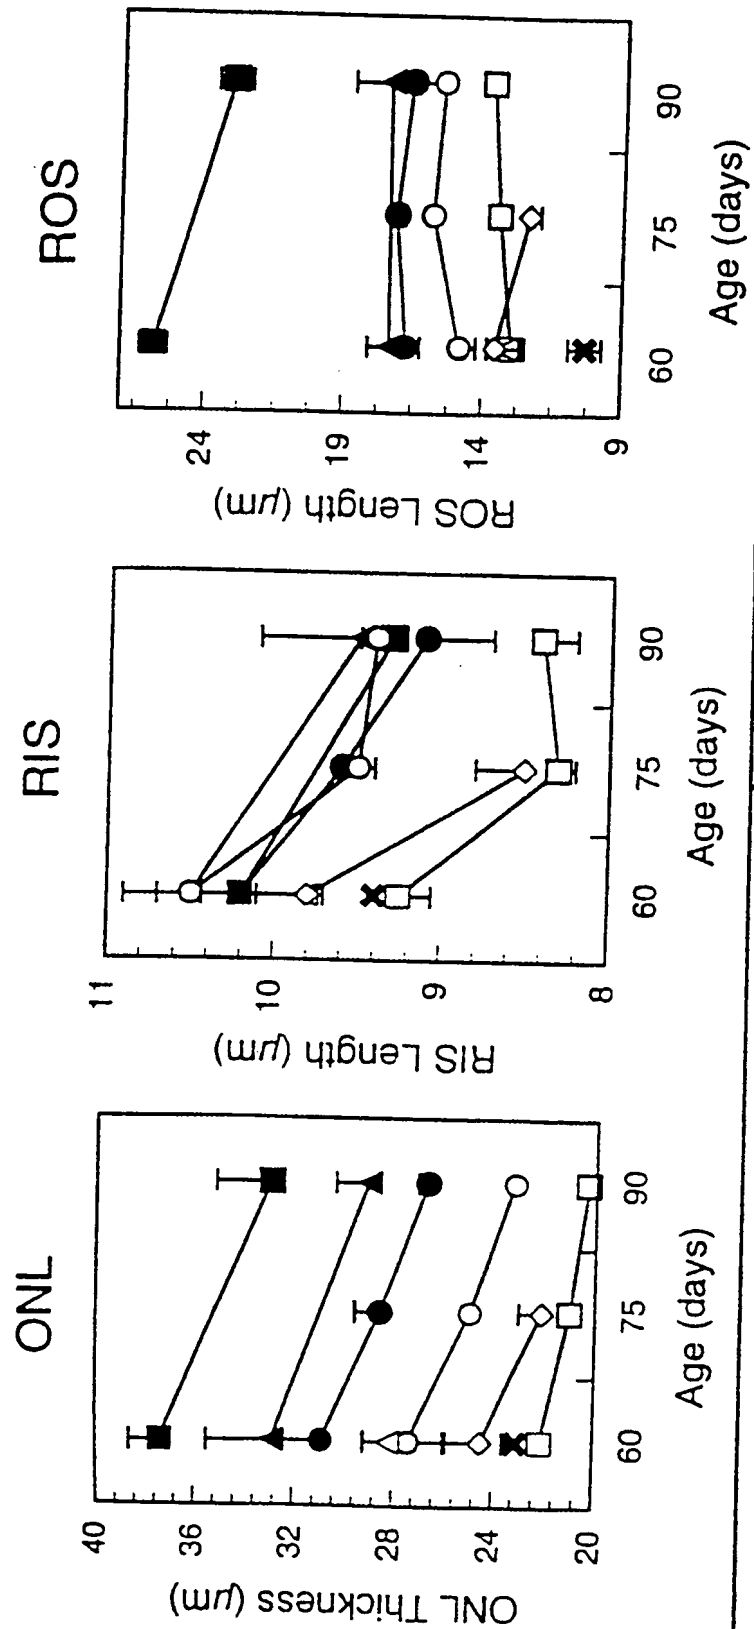 ONL
RIS
ROS
ONL Thickness (μm)
40
36
32
28
24
20
60
75
90
Age (days)
RIS Length (μm)
11
10
9
8
60
75
90
Age (days)
ROS Length (μm)
24
19
14
9
60
75
90
Age (days)